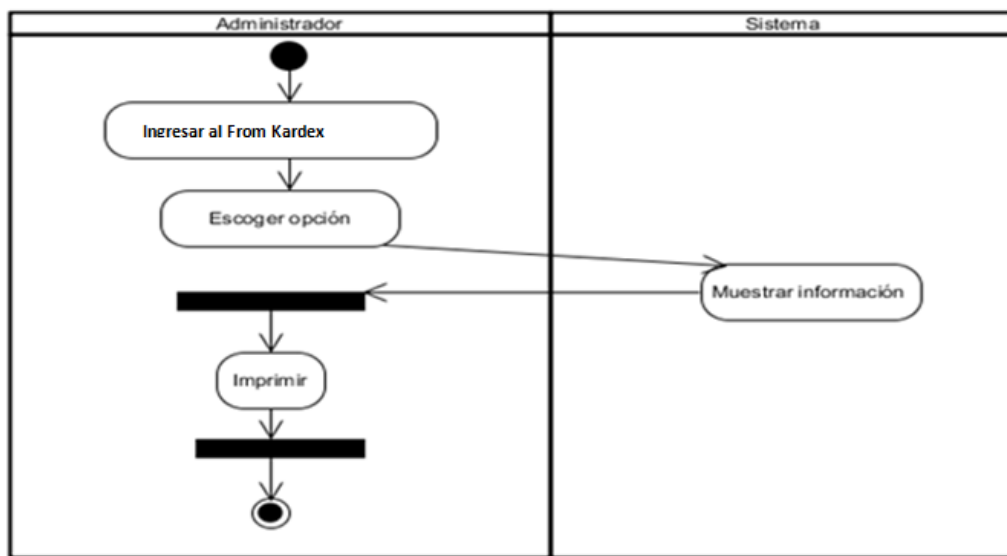 Administrador
Sistema
Ingresar al From Kardex
Escoger opción
Muestrar información
Imprimir